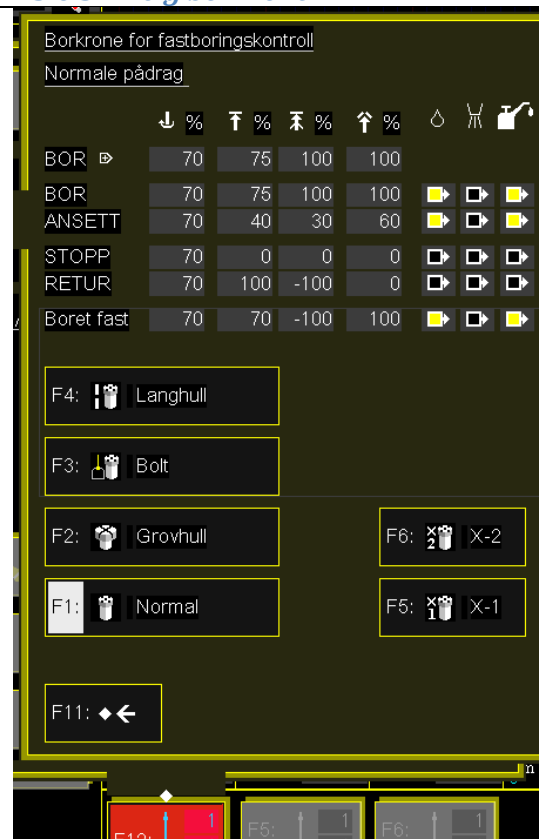 Borkrone for fastboringskontroll
Normale pådrag
% % % %
BOR 70 75 100 100
BOR 70 75 100 100
ANSETT 70 40 30 60
STOPP 70 0 0 0
RETUR 70 100 -100 0
Boret fast 70 70 -100 100
F4: Langhull
F3: Bolt
F2: Grovhull F6: X 2 X-2
F1: Normal F5: X 1 X-1
F11:
m
F12: 1 F5: 1 F6: 1